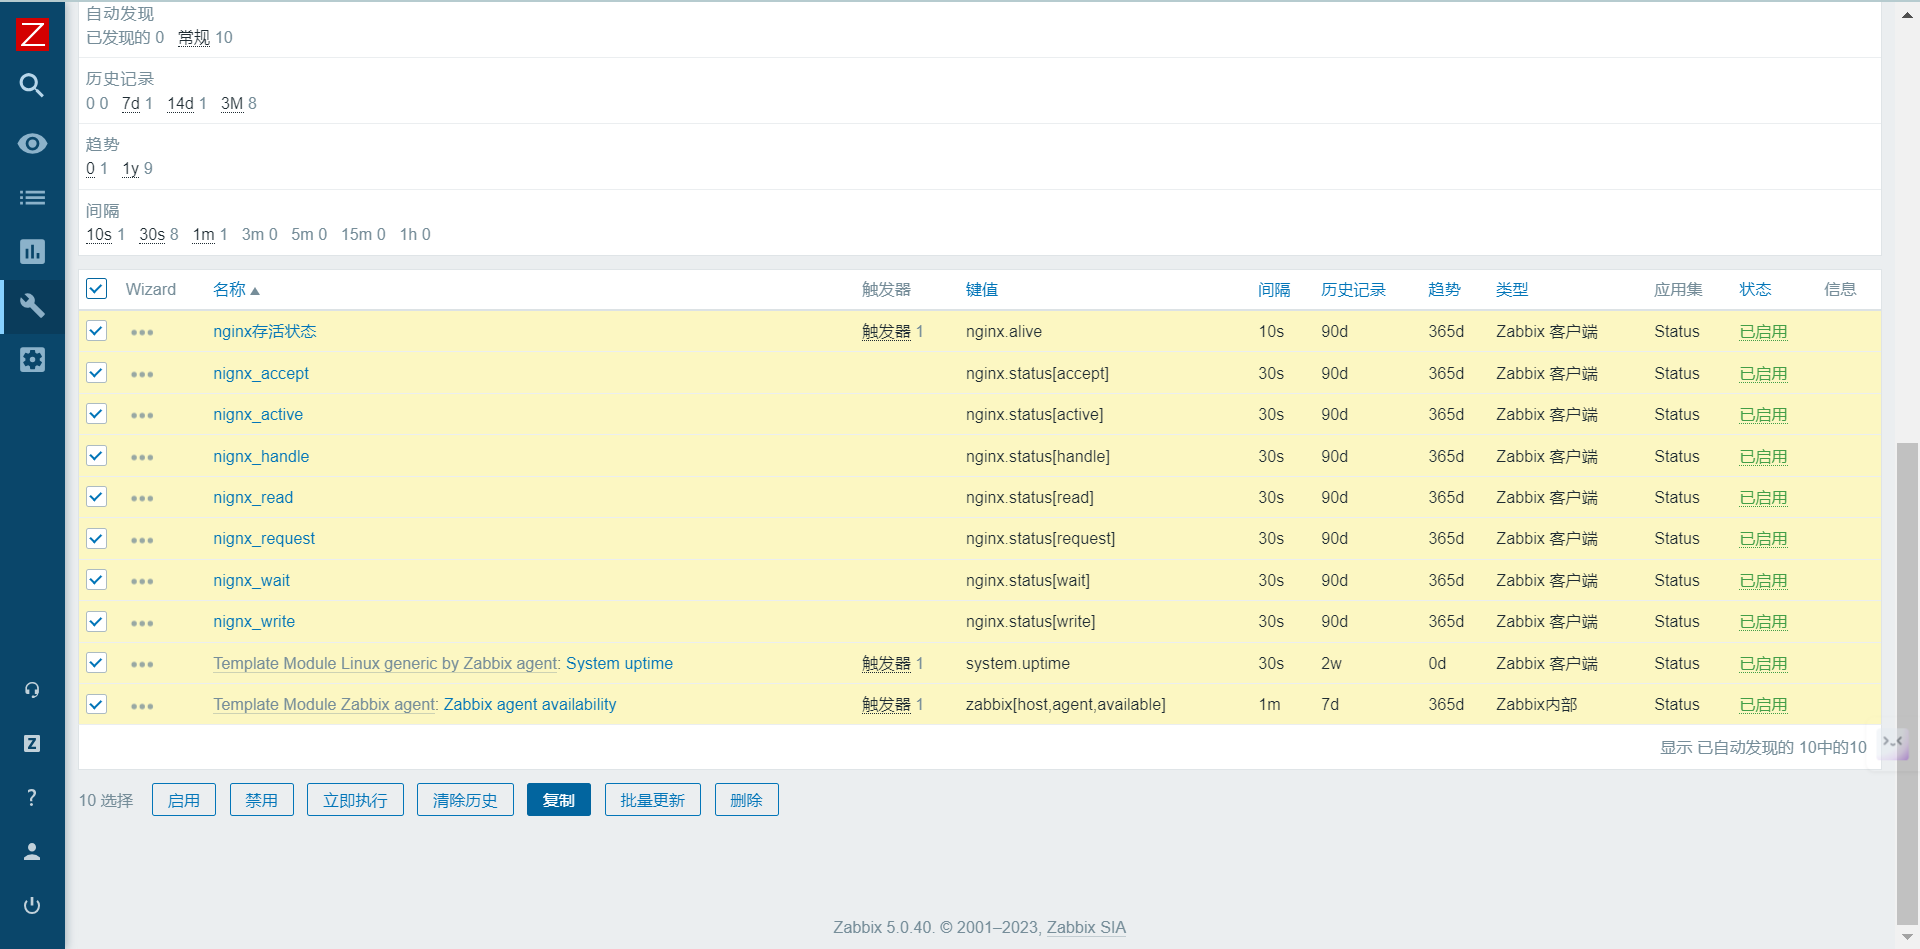 Z
自动发现
已发现的 0 常规 10
历史记录
0 0 7d 1 14d 1 3M 8
趋势
0 1 1y 9
间隔
10s 1 30s 8 1m 1 3m 0 5m 0 15m 0 1h 0
Wizard 名称 触发器 键值 间隔 历史记录 趋势 类型 应用集 状态 信息
nginx存活状态 触发器 1 nginx.alive 10s 90d 365d Zabbix 客户端 Status 已启用
nignx_accept nginx.status[accept] 30s 90d 365d Zabbix 客户端 Status 已启用
nignx_active nginx.status[active] 30s 90d 365d Zabbix 客户端 Status 已启用
nignx_handle nginx.status[handle] 30s 90d 365d Zabbix 客户端 Status 已启用
nignx_read nginx.status[read] 30s 90d 365d Zabbix 客户端 Status 已启用
nignx_request nginx.status[request] 30s 90d 365d Zabbix 客户端 Status 已启用
nignx_wait nginx.status[wait] 30s 90d 365d Zabbix 客户端 Status 已启用
nignx_write nginx.status[write] 30s 90d 365d Zabbix 客户端 Status 已启用
Template Module Linux generic by Zabbix agent: System uptime 触发器 1 system.uptime 30s 2w 0d Zabbix 客户端 Status 已启用
Template Module Zabbix agent: Zabbix agent availability 触发器 1 zabbix[host,agent,available] 1m 7d 365d Zabbix内部 Status 已启用
显示 已自动发现的 10中的10
Z
?
10 选择 启用 禁用 立即执行 清除历史 复制 批量更新 删除
Zabbix 5.0.40. © 2001–2023, Zabbix SIA